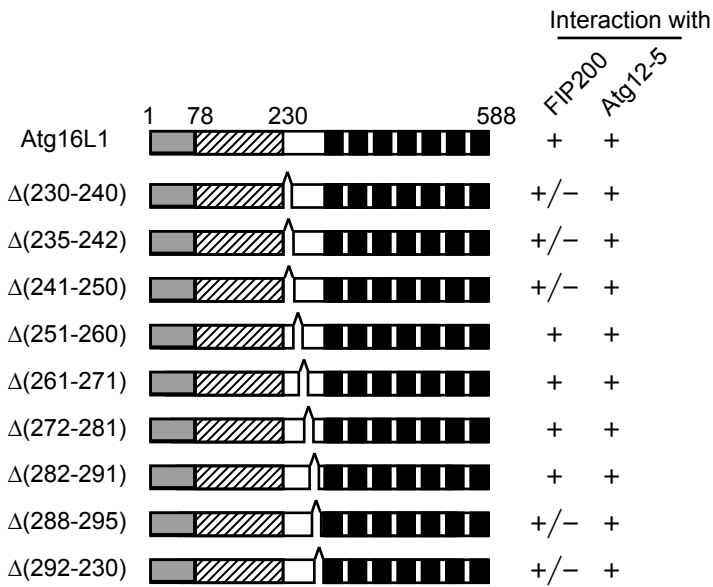 Interaction with
FIP200 Atg12-5
1 78 230 588
Atg16L1 + +
Δ(230-240) +/− +
Δ(235-242) +/− +
Δ(241-250) +/− +
Δ(251-260) + +
Δ(261-271) + +
Δ(272-281) + +
Δ(282-291) + +
Δ(288-295) +/− +
Δ(292-230) +/− +